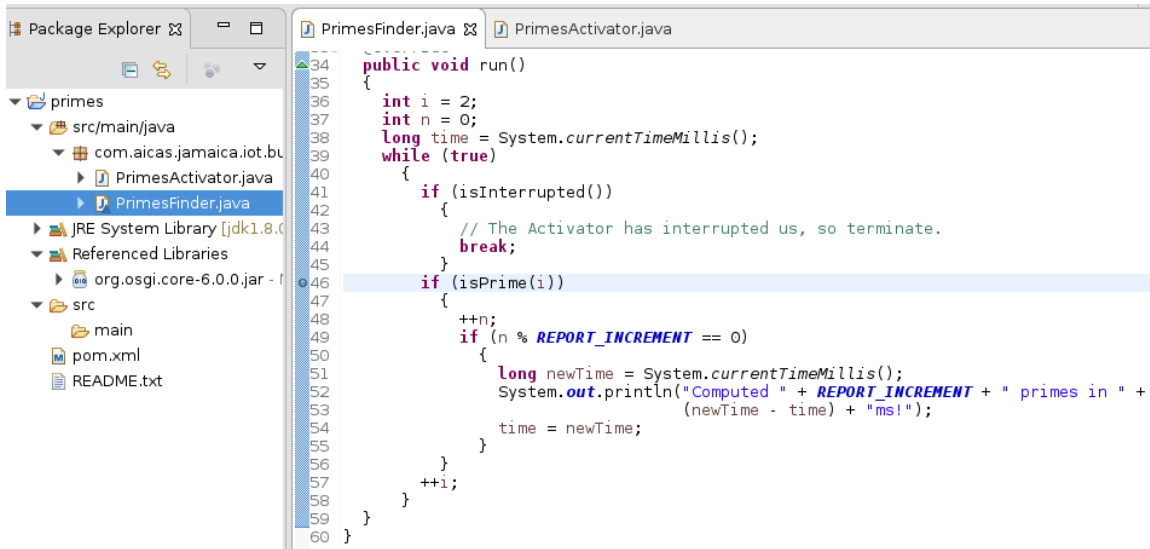 Package Explorer
primes
src/main/java
com.aicas.jamaica.iot.bu
PrimesActivator.java
PrimesFinder.java
JRE System Library [jdk1.8.0
Referenced Libraries
org.osgi.core-6.0.0.jar -
src
main
pom.xml
README.txt
PrimesFinder.java
PrimesActivator.java
34 public void run()
35 {
36 int i = 2;
37 int n = 0;
38 long time = System.currentTimeMillis();
39 while (true)
40 {
41 if (isInterrupted())
42 {
43 // The Activator has interrupted us, so terminate.
44 break;
45 }
46 if (isPrime(i))
47 {
48 ++n;
49 if (n % REPORT_INCREMENT == 0)
50 {
51 long newTime = System.currentTimeMillis();
52 System.out.println("Computed " + REPORT_INCREMENT + " primes in " +
53 (newTime - time) + "ms!");
54 time = newTime;
55 }
56 }
57 ++i;
58 }
59 }
60 }